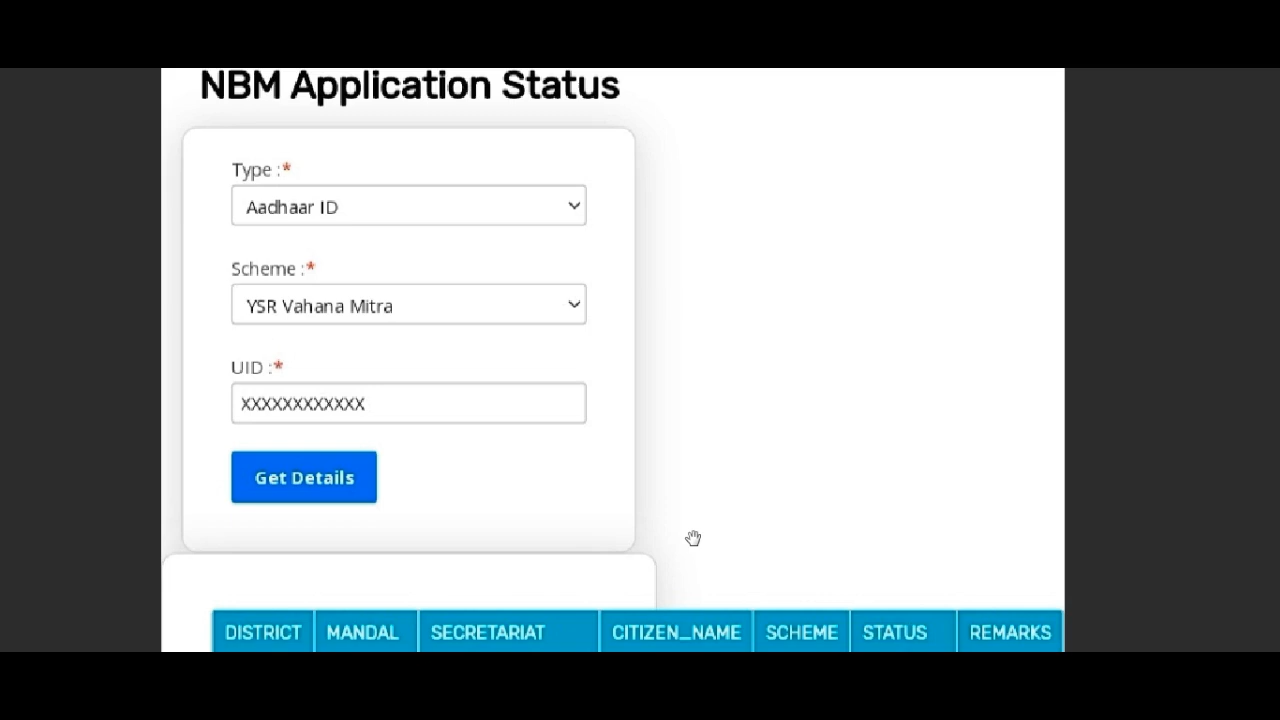 NBM Application Status
Type :*
Aadhaar ID
Scheme :*
YSR Vahana Mitra
UID :*
XXXXXXXXXXXX
Get Details
DISTRICT MANDAL SECRETARIAT CITIZEN_NAME SCHEME STATUS REMARKS